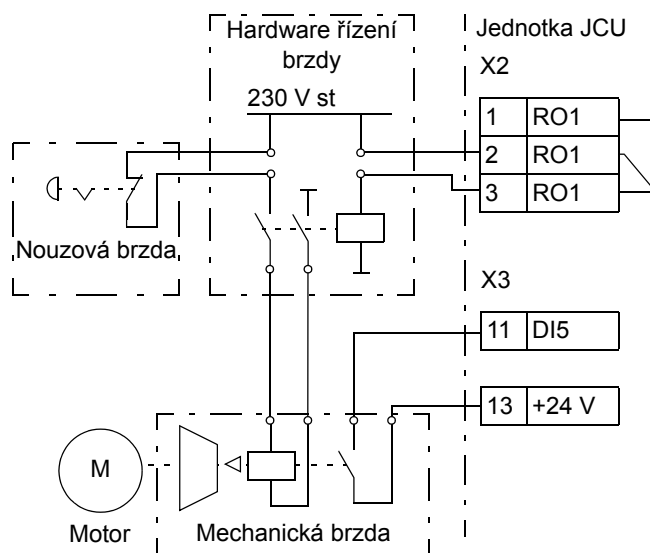 Hardware řízení
brzdy
230 V st
Jednotka JCU
X2
1 RO1
2 RO1
3 RO1
Nouzová brzda
X3
11 DI5
13 +24 V
M
Motor
Mechanická brzda